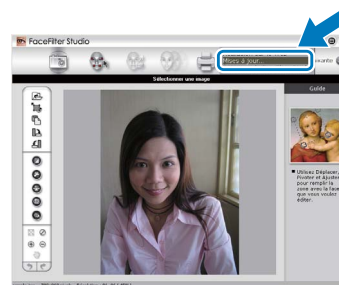 FaceFilter Studio
Mises à jour...
Sélectionner une image
Guide
Utilisez Déplacer,
Pivoter et Ajuster
pour remplir la
zone avec la face
que vous voulez
éditer.